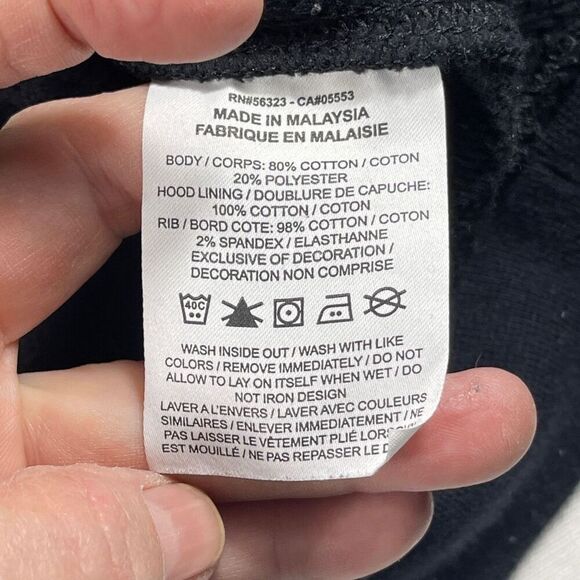 RN#56323 - CA#05553
MADE IN MALAYSIA
FABRIQUE EN MALAISIE
BODY / CORPS: 80% COTTON / COTON
20% POLYESTER
HOOD LINING / DOUBLURE DE CAPUCHE:
100% COTTON / COTON
RIB / BORD COTE: 98% COTTON / COTON
2% SPANDEX / ELASTHANNE
EXCLUSIVE OF DECORATION /
DECORATION NON COMPRISE
40C
WASH INSIDE OUT / WASH WITH LIKE
COLORS / REMOVE IMMEDIATELY / DO NOT
ALLOW TO LAY ON ITSELF WHEN WET / DO
NOT IRON DESIGN
LAVER A L'ENVERS / LAVER AVEC COULEURS
SIMILAIRES / ENLEVER IMMEDIATEMENT / NE
PAS LAISSER LE VÊTEMENT PLIÉ
EST MOUILLÉ / NE PAS REPASSER LE